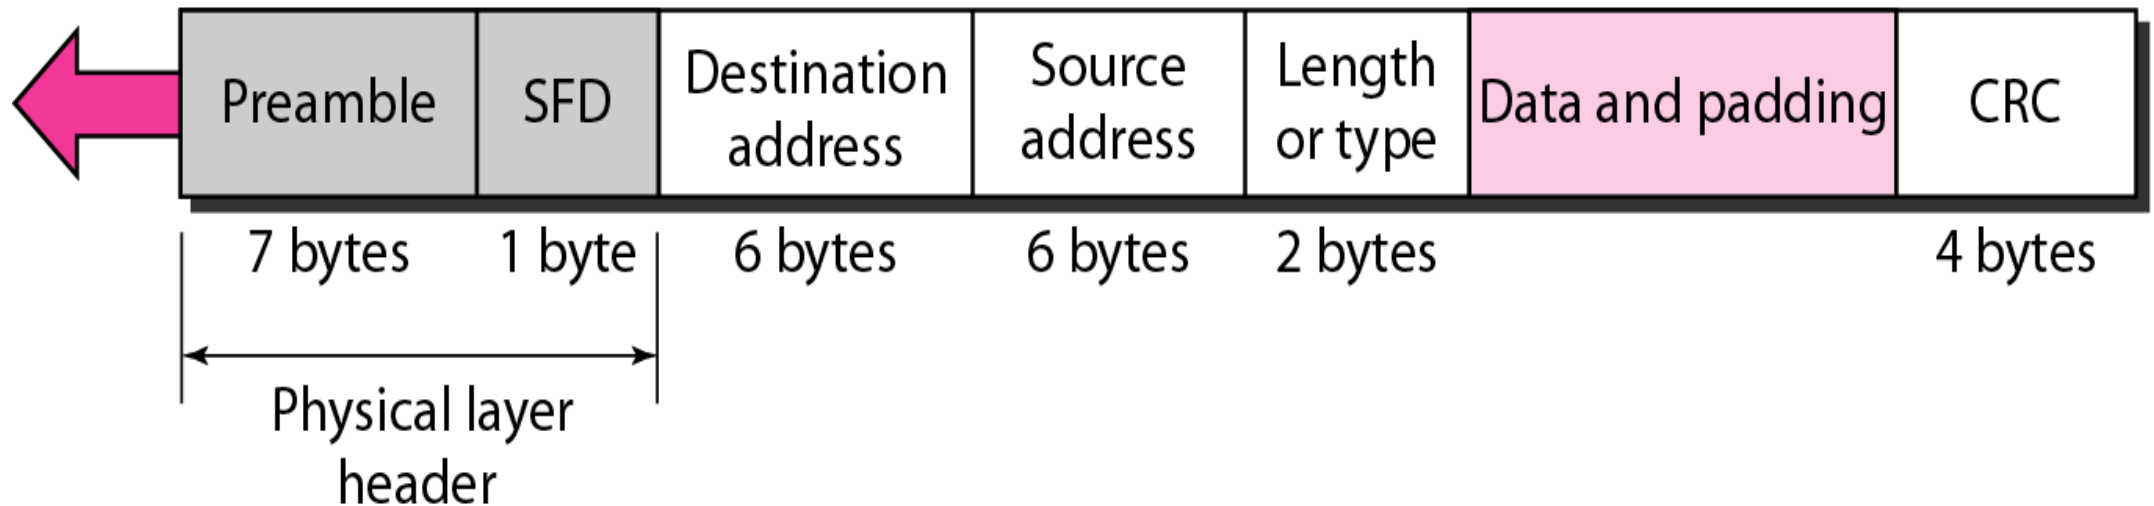 Preamble
SFD
Destination
address
Source
address
Length
or type
Data and padding
CRC
7 bytes
1 byte
6 bytes
6 bytes
2 bytes
4 bytes
Physical layer
header